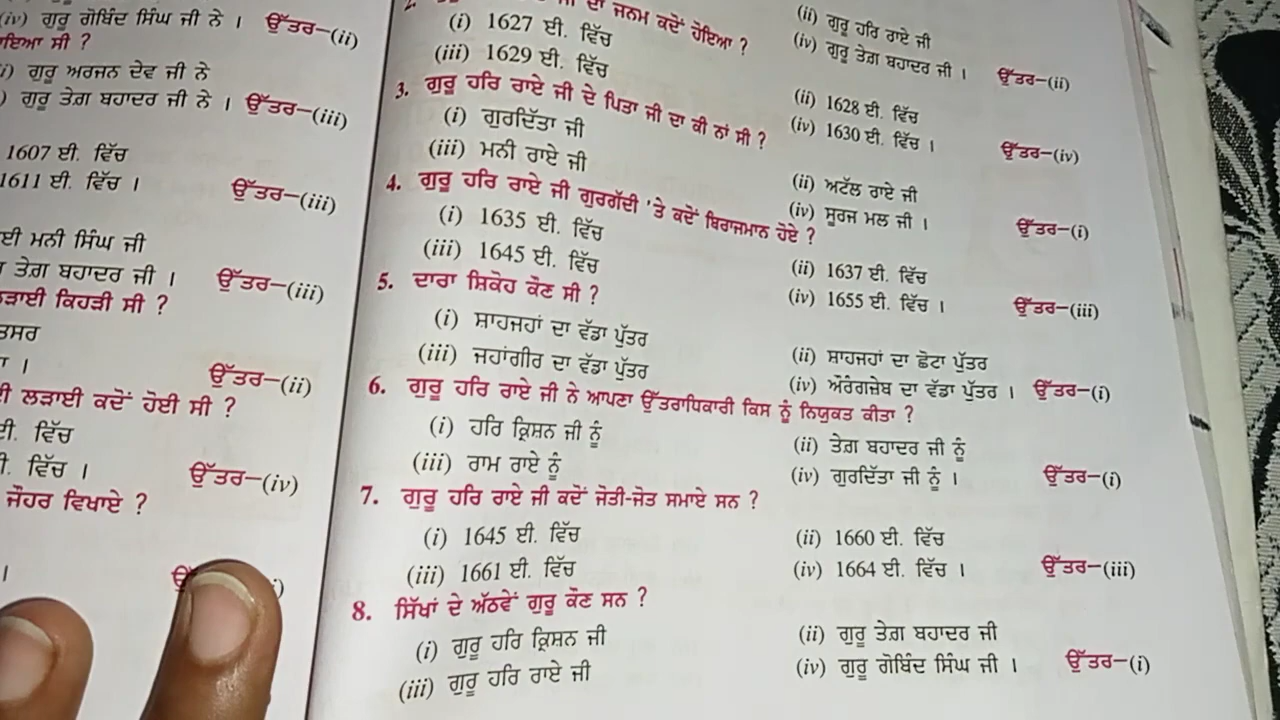 (iv) ਗੁਰੂ ਗੋਬਿੰਦ ਸਿੰਘ ਜੀ ਨੇ । ਉੱਤਰ—(ii)
ਸੀ ?
ਗੁਰੂ ਅਰਜਨ ਦੇਵ ਜੀ ਨੇ
) ਗੁਰੂ ਤੇਗ਼ ਬਹਾਦਰ ਜੀ ਨੇ । ਉੱਤਰ—(iii)
1607 ਈ. ਵਿੱਚ
1611 ਈ. ਵਿੱਚ । ਉੱਤਰ—(iii)
ਮਨੀ ਸਿੰਘ ਜੀ
ਤੇਗ਼ ਬਹਾਦਰ ਜੀ । ਉੱਤਰ—(iii)
ਕਿਹੜੀ ਸੀ ?
।
ਉੱਤਰ—(ii)
ਲੜਾਈ ਕਦੋਂ ਹੋਈ ਸੀ ?
ਵਿੱਚ
ਵਿੱਚ । ਉੱਤਰ—(iv)
ਜੌਹਰ ਵਿਖਾਏ ?
।
(ii) ਗੁਰੂ ਹਰਿ ਰਾਏ ਜੀ
(iv) ਗੁਰੂ ਤੇਗ਼ ਬਹਾਦਰ ਜੀ । ਉੱਤਰ—(ii)
2. ਜੀ ਦਾ ਜਨਮ ਕਦੋਂ ਹੋਇਆ ?
(i) 1627 ਈ. ਵਿੱਚ (ii) 1628 ਈ. ਵਿੱਚ
(iii) 1629 ਈ. ਵਿੱਚ (iv) 1630 ਈ. ਵਿੱਚ । ਉੱਤਰ—(iv)
3. ਗੁਰੂ ਹਰਿ ਰਾਏ ਜੀ ਦੇ ਪਿਤਾ ਜੀ ਦਾ ਕੀ ਨਾਂ ਸੀ ?
(i) ਗੁਰਦਿੱਤਾ ਜੀ (ii) ਅਟੱਲ ਰਾਏ ਜੀ
(iii) ਮਨੀ ਰਾਏ ਜੀ (iv) ਸੂਰਜ ਮਲ ਜੀ । ਉੱਤਰ—(i)
4. ਗੁਰੂ ਹਰਿ ਰਾਏ ਜੀ ਗੁਰਗੱਦੀ 'ਤੇ ਕਦੋਂ ਬਿਰਾਜਮਾਨ ਹੋਏ ?
(i) 1635 ਈ. ਵਿੱਚ (ii) 1637 ਈ. ਵਿੱਚ
(iii) 1645 ਈ. ਵਿੱਚ (iv) 1655 ਈ. ਵਿੱਚ । ਉੱਤਰ—(iii)
5. ਦਾਰਾ ਸ਼ਿਕੋਹ ਕੌਣ ਸੀ ?
(i) ਸ਼ਾਹਜਹਾਂ ਦਾ ਵੱਡਾ ਪੁੱਤਰ (ii) ਸ਼ਾਹਜਹਾਂ ਦਾ ਛੋਟਾ ਪੁੱਤਰ
(iii) ਜਹਾਂਗੀਰ ਦਾ ਵੱਡਾ ਪੁੱਤਰ (iv) ਔਰੰਗਜ਼ੇਬ ਦਾ ਵੱਡਾ ਪੁੱਤਰ । ਉੱਤਰ—(i)
6. ਗੁਰੂ ਹਰਿ ਰਾਏ ਜੀ ਨੇ ਆਪਣਾ ਉੱਤਰਾਧਿਕਾਰੀ ਕਿਸ ਨੂੰ ਨਿਯੁਕਤ ਕੀਤਾ ?
(i) ਹਰਿ ਕ੍ਰਿਸ਼ਨ ਜੀ ਨੂੰ (ii) ਤੇਗ਼ ਬਹਾਦਰ ਜੀ ਨੂੰ
(iii) ਰਾਮ ਰਾਏ ਨੂੰ (iv) ਗੁਰਦਿੱਤਾ ਜੀ ਨੂੰ । ਉੱਤਰ—(i)
7. ਗੁਰੂ ਹਰਿ ਰਾਏ ਜੀ ਕਦੋਂ ਜੋਤੀ-ਜੋਤ ਸਮਾਏ ਸਨ ?
(i) 1645 ਈ. ਵਿੱਚ (ii) 1660 ਈ. ਵਿੱਚ
(iii) 1661 ਈ. ਵਿੱਚ (iv) 1664 ਈ. ਵਿੱਚ । ਉੱਤਰ—(iii)
8. ਸਿੱਖਾਂ ਦੇ ਅੱਠਵੇਂ ਗੁਰੂ ਕੌਣ ਸਨ ?
(i) ਗੁਰੂ ਹਰਿ ਕ੍ਰਿਸ਼ਨ ਜੀ (ii) ਗੁਰੂ ਤੇਗ਼ ਬਹਾਦਰ ਜੀ
(iii) ਗੁਰੂ ਹਰਿ ਰਾਏ ਜੀ (iv) ਗੁਰੂ ਗੋਬਿੰਦ ਸਿੰਘ ਜੀ । ਉੱਤਰ—(i)